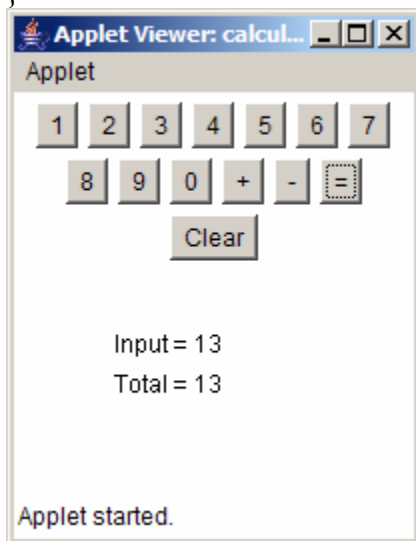 Applet Viewer: calcul...
Applet
1 2 3 4 5 6 7
8 9 0 + - =
Clear
Input = 13
Total = 13
Applet started.